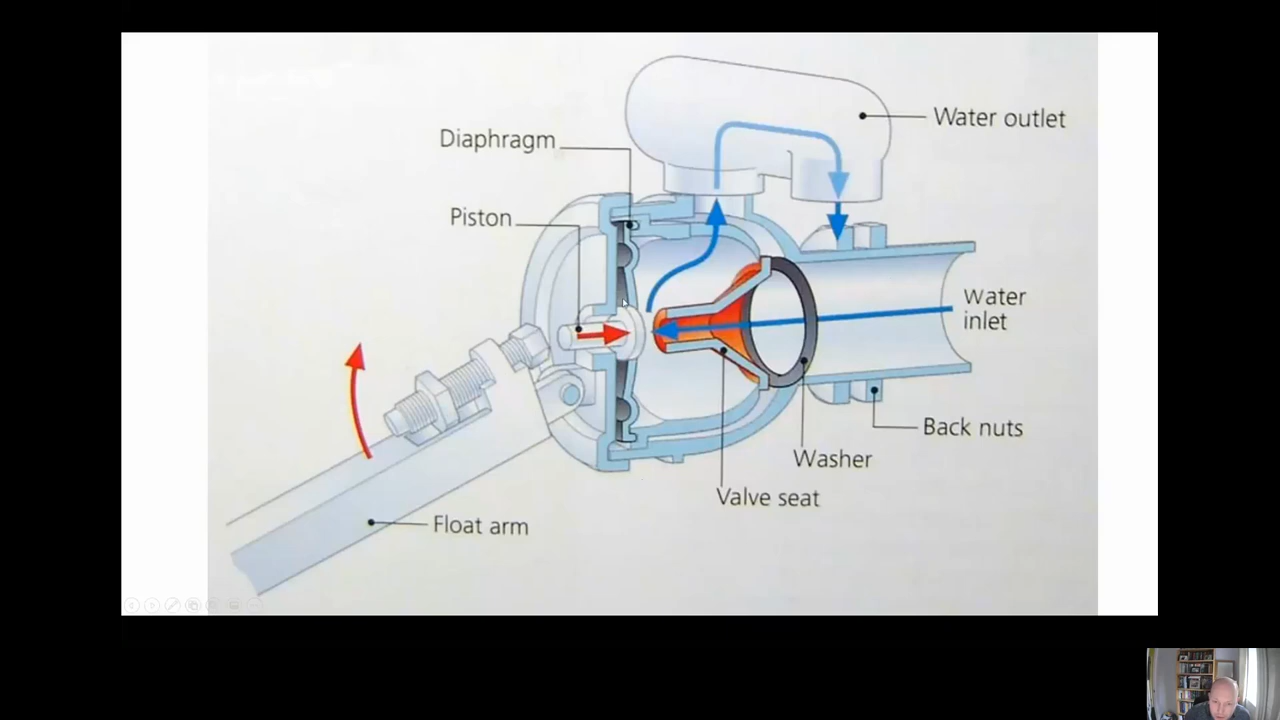 Water outlet
Diaphragm
Piston
Water
inlet
Back nuts
Washer
Valve seat
Float arm